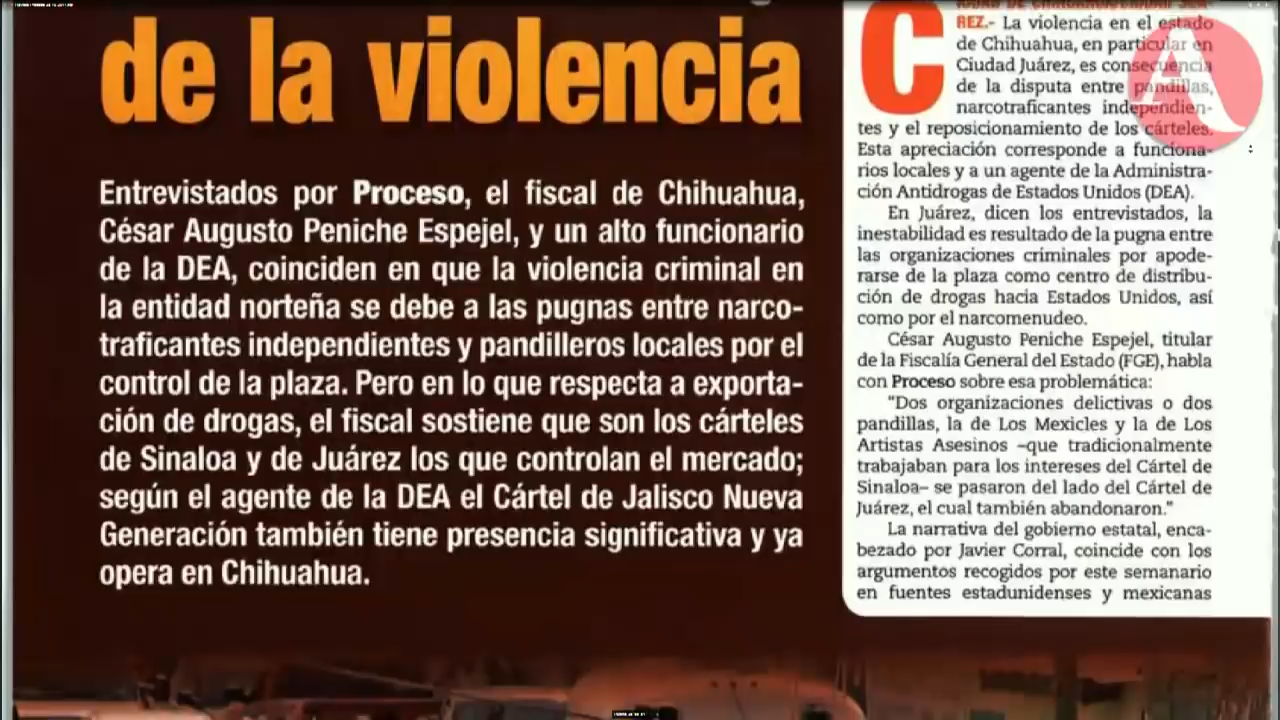 de la violencia
Entrevistados por Proceso, el fiscal de Chihuahua,
César Augusto Peniche Espejel, y un alto funcionario
de la DEA, coinciden en que la violencia criminal en
la entidad norteña se debe a las pugnas entre narco-
traficantes independientes y pandilleros locales por el
control de la plaza. Pero en lo que respecta a exporta-
ción de drogas, el fiscal sostiene que son los cárteles
de Sinaloa y de Juárez los que controlan el mercado;
según el agente de la DEA el Cártel de Jalisco Nueva
Generación también tiene presencia significativa y ya
opera en Chihuahua.
C
REZ.- La violencia en el estado
de Chihuahua, en particular en
Ciudad Juárez, es consecuencia
de la disputa entre pandillas,
narcotraficantes independien-
tes y el reposicionamiento de los cárteles.
Esta apreciación corresponde a funciona-
rios locales y a un agente de la Administra-
ción Antidrogas de Estados Unidos (DEA).
En Juárez, dicen los entrevistados, la
inestabilidad es resultado de la pugna entre
las organizaciones criminales por apode-
rarse de la plaza como centro de distribu-
ción de drogas hacia Estados Unidos, así
como por el narcomenudeo.
César Augusto Peniche Espejel, titular
de la Fiscalía General del Estado (FGE), habla
con Proceso sobre esa problemática:
"Dos organizaciones delictivas o dos
pandillas, la de Los Mexicles y la de Los
Artistas Asesinos –que tradicionalmente
trabajaban para los intereses del Cártel de
Sinaloa– se pasaron del lado del Cártel de
Juárez, el cual también abandonaron."
La narrativa del gobierno estatal, enca-
bezado por Javier Corral, coincide con los
argumentos recogidos por este semanario
en fuentes estadunidenses y mexicanas
A